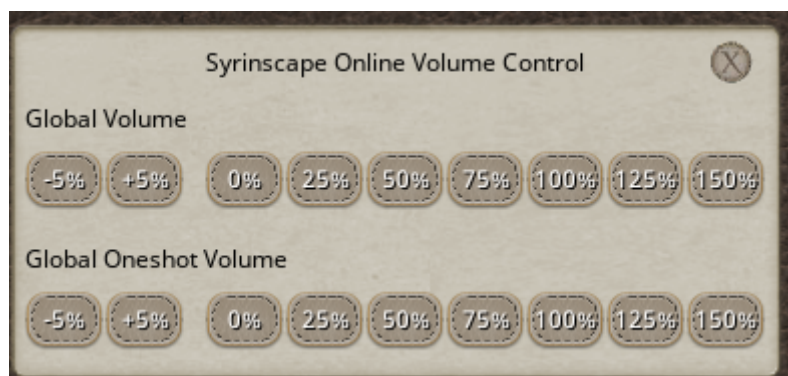 Syrinscape Online Volume Control X
Global Volume
-5% +5% 0% 25% 50% 75% 100% 125% 150%
Global Oneshot Volume
-5% +5% 0% 25% 50% 75% 100% 125% 150%